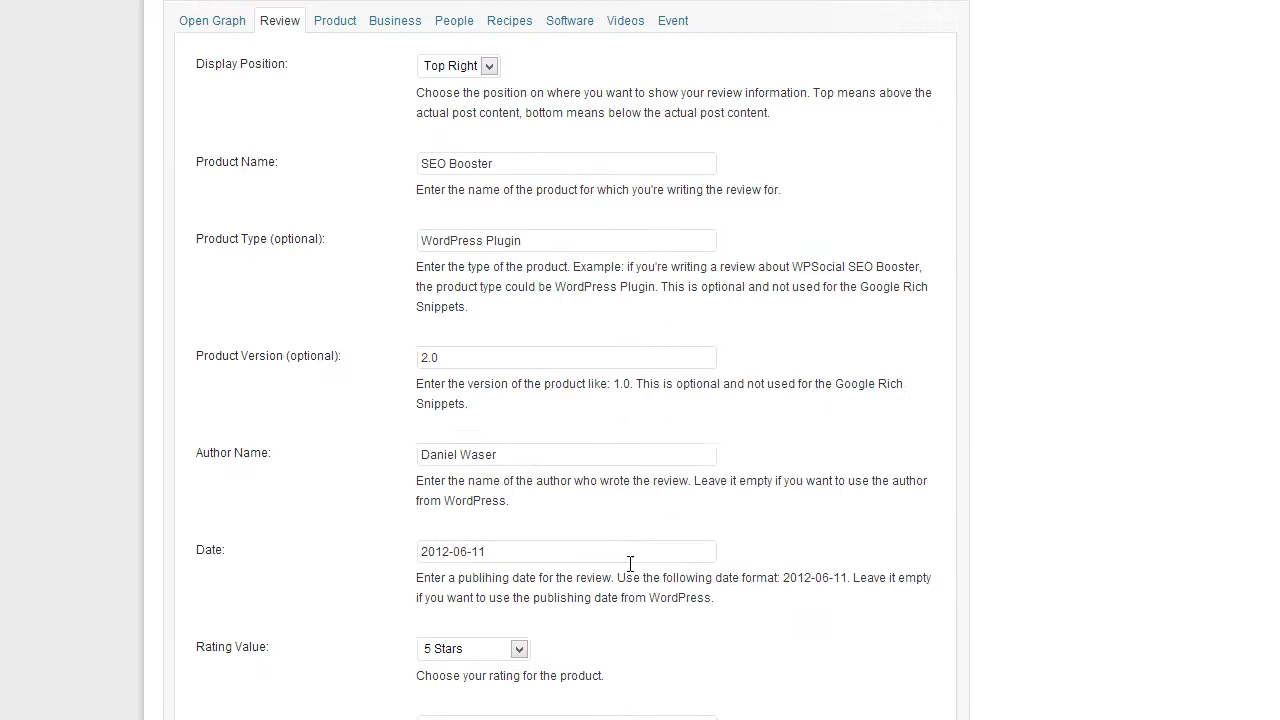 Open Graph Review Product Business People Recipes Software Videos Event
Display Position: Top Right
Choose the position on where you want to show your review information. Top means above the
actual post content, bottom means below the actual post content.
Product Name: SEO Booster
Enter the name of the product for which you're writing the review for.
Product Type (optional): WordPress Plugin
Enter the type of the product. Example: if you're writing a review about WPSocial SEO Booster,
the product type could be WordPress Plugin. This is optional and not used for the Google Rich
Snippets.
Product Version (optional): 2.0
Enter the version of the product like: 1.0. This is optional and not used for the Google Rich
Snippets.
Author Name: Daniel Waser
Enter the name of the author who wrote the review. Leave it empty if you want to use the author
from WordPress.
Date: 2012-06-11
Enter a publihing date for the review. Use the following date format: 2012-06-11. Leave it empty
if you want to use the publishing date from WordPress.
Rating Value: 5 Stars
Choose your rating for the product.